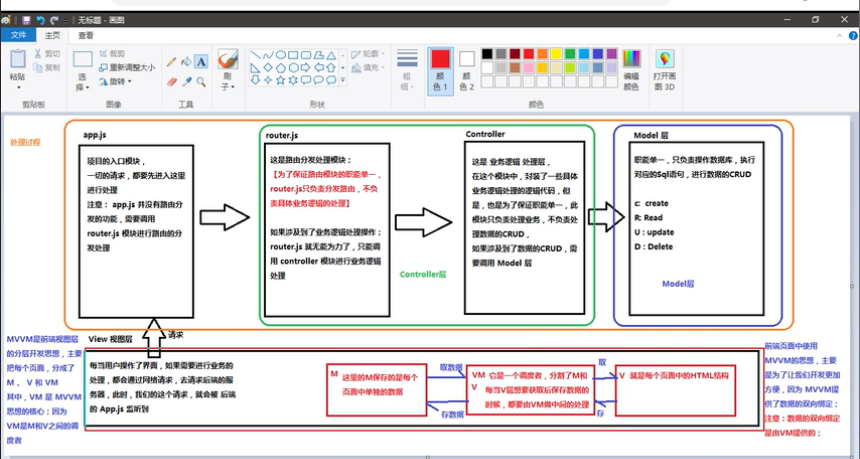 无标题 - 画图
文件
主页
查看
粘贴
剪切
复制
剪贴板
选择
裁剪
重新调整大小
旋转
图像
A
工具
刷子
形状
轮廓
填充
粗细
颜色 1
颜色 2
颜色
编辑颜色
打开画图 3D
处理过程
app.js
项目的入口模块，
一切的请求，都要先进入这里
进行处理
注意： app.js 并没有路由分
发的功能，需要调用
router.js 模块进行路由的分
发处理
router.js
这是路由分发处理模块：
【为了保证路由模块的职能单一，
router.js只负责分发路由，不负
责具体业务逻辑的处理】
如果涉及到了业务逻辑处理操作；
router.js 就无能为力了，只能调
用 controller 模块进行业务逻辑
处理
Controller层
Controller
这是 业务逻辑 处理层，
在这个模块中，封装了一些具体
业务逻辑处理的逻辑代码，但
是，也是为了保证职能单一，此
模块只负责处理业务，不负责处
理数据的CRUD，
如果涉及到了数据的CRUD，需
要调用 Model 层
Model 层
职能单一，只负责操作数据库，执行
对应的Sql语句，进行数据的CRUD
c: create
R: Read
U : update
D : Delete
Model层
请求
MVVM是前端视图层
的分层开发思想，主要
把每个页面，分成了
M 、 V 和 VM
其中，VM 是 MVVM
思想的核心；因为
VM是M和V之间的调
度者
View 视图层
每当用户操作了界面，如果需要进行业务的
处理，都会通过网络请求，去请求后端的服
务器，此时，我们的这个请求，就会被 后端
的 App.js 监听到
M 这里的M保存的是每个
页面中单独的数据
取数据
存数据
VM 它是一个调度者，分割了M和
V
每当V层想要获取后保存数据的
时候，都要由VM做中间的处理
取
存
V 就是每个页面中的HTML结构
前端页面中使用
MVVM的思想，主要
是为了让我们开发更加
方便，因为 MVVM提
供了数据的双向绑定；
注意：数据的双向绑定
是由VM提供的；